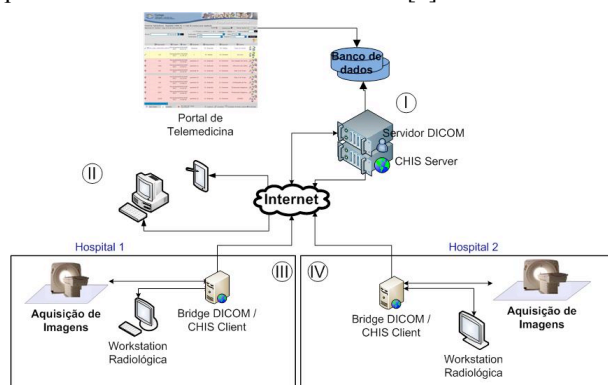 Banco de
dados
Portal de
Telemedicina
I
Servidor DICOM
CHIS Server
II
Internet
Hospital 1
Hospital 2
III
IV
Aquisição de
Imagens
Bridge DICOM /
CHIS Client
Workstation
Radiológica
Bridge DICOM /
CHIS Client
Aquisição de
Imagens
Workstation
Radiológica